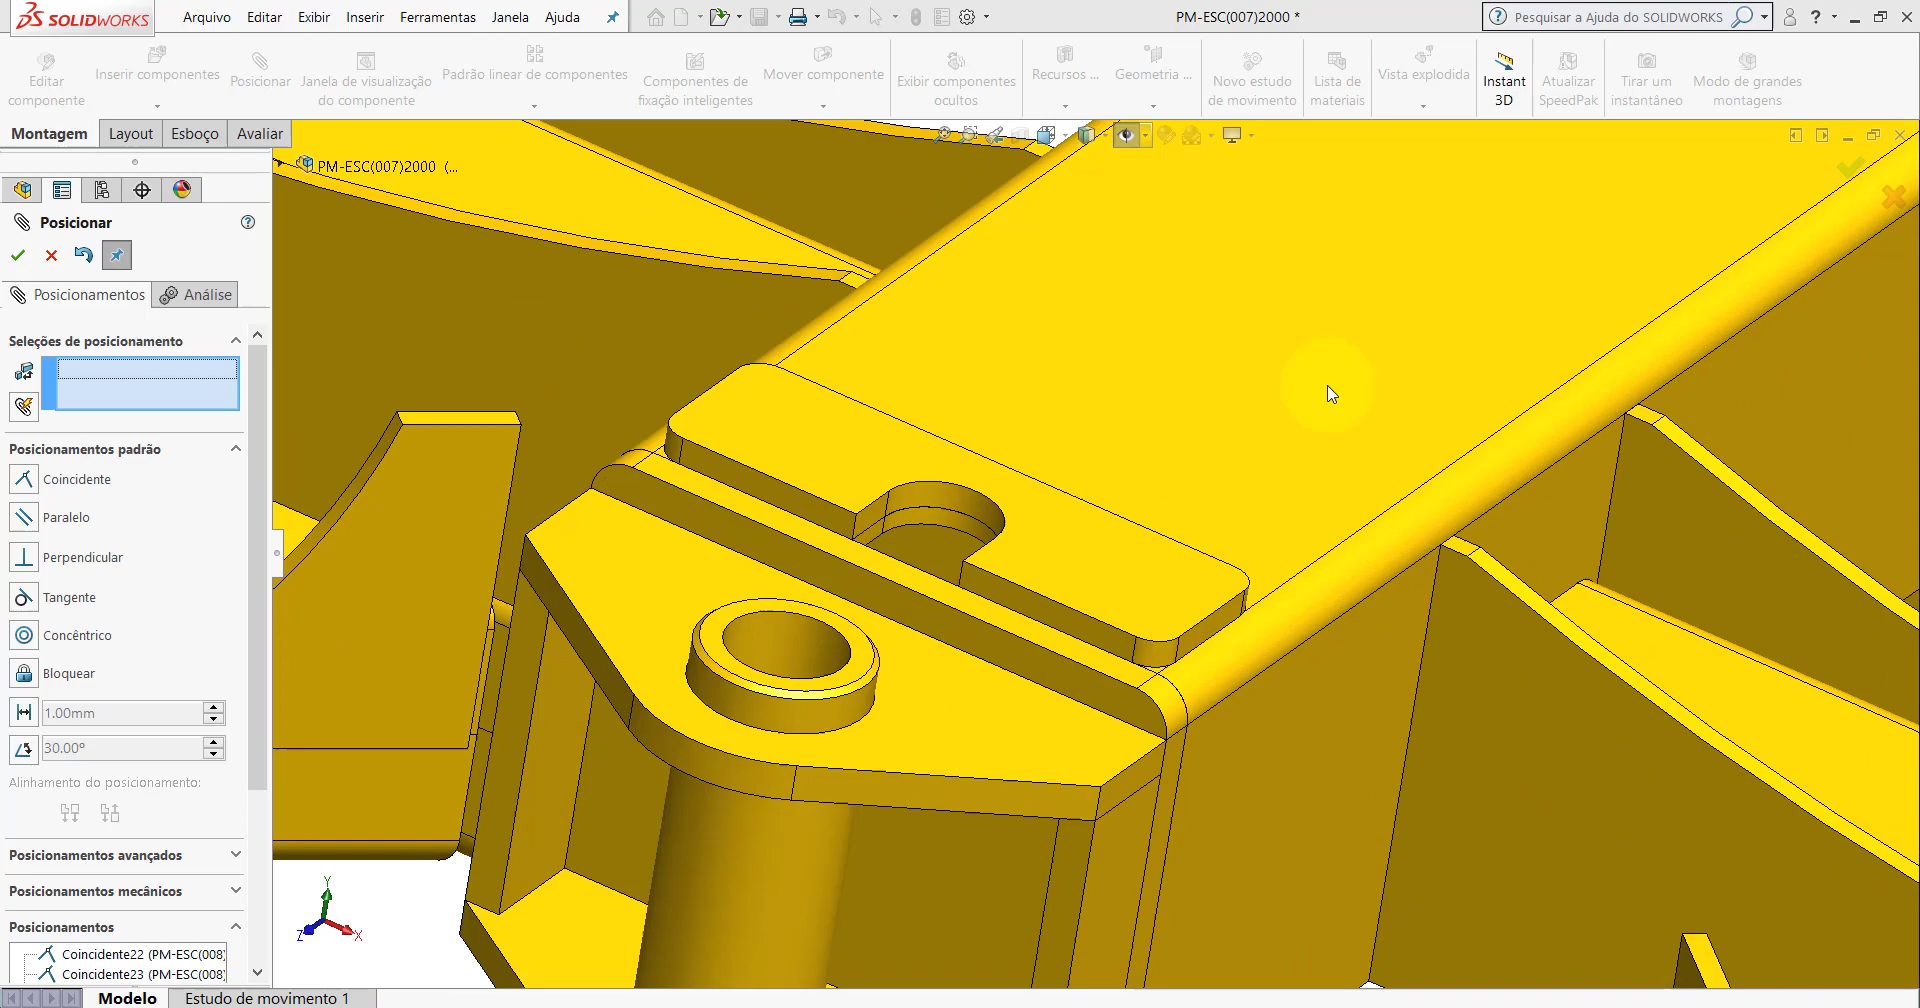 SOLIDWORKS
Arquivo Editar Exibir Inserir Ferramentas Janela Ajuda
PM-ESC(007)2000 *
Pesquisar a Ajuda do SOLIDWORKS
?
Editar componente
Inserir componentes
Posicionar
Janela de visualização do componente
Padrão linear de componentes
Componentes de fixação inteligentes
Mover componente
Exibir componentes ocultos
Recursos ...
Geometria ...
Novo estudo de movimento
Lista de materiais
Vista explodida
Instant 3D
Atualizar SpeedPak
Tirar um instantâneo
Modo de grandes montagens
Montagem Layout Esboço Avaliar
PM-ESC(007)2000 (...
Posicionar
?
Posicionamentos Análise
Seleções de posicionamento
Posicionamentos padrão
Coincidente
Paralelo
Perpendicular
Tangente
Concêntrico
Bloquear
1.00mm
30.00°
Alinhamento do posicionamento:
Posicionamentos avançados
Posicionamentos mecânicos
Posicionamentos
Coincidente22 (PM-ESC(008)
Coincidente23 (PM-ESC(008)
Y
Z X
Modelo Estudo de movimento 1